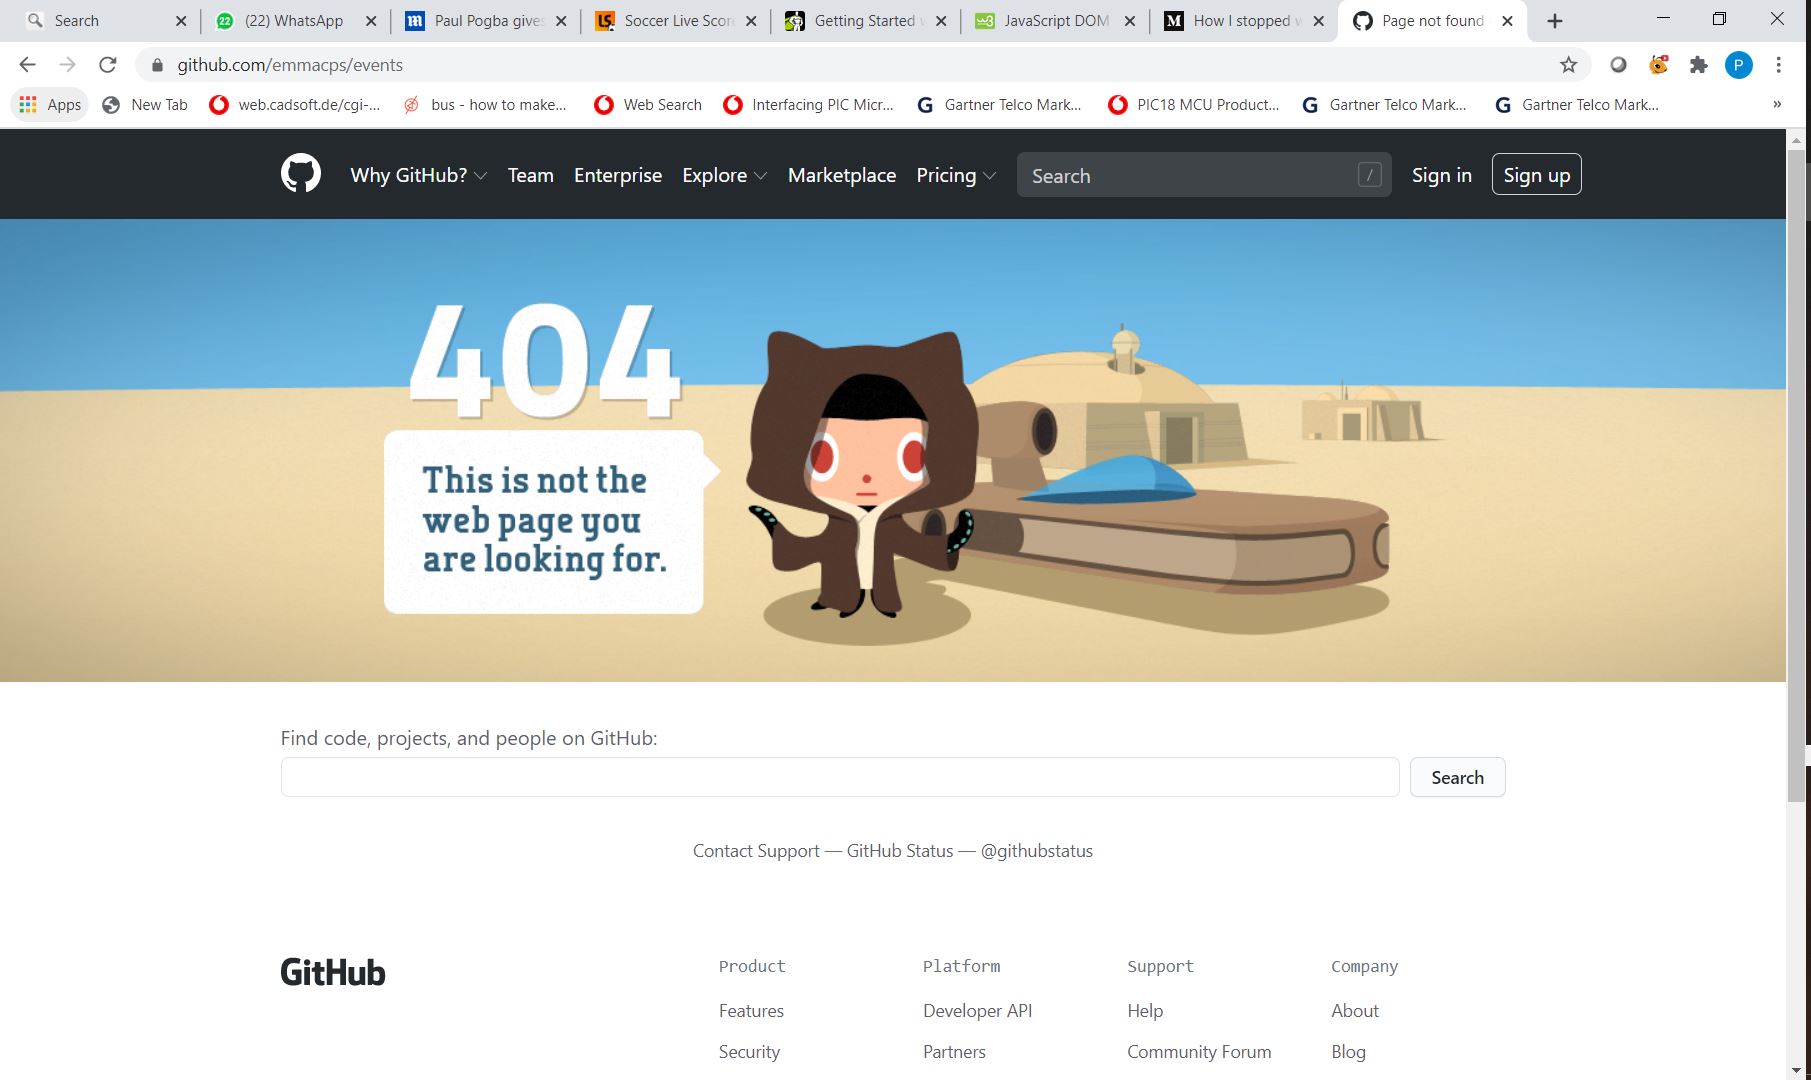 Search
(22) WhatsApp
Paul Pogba gives
Soccer Live Scor
Getting Started
JavaScript DOM
How I stopped
Page not found
github.com/emmacps/events
P
Apps
New Tab
web.cadsoft.de/cgi-...
bus - how to make...
Web Search
Interfacing PIC Micr...
Gartner Telco Mark...
PIC18 MCU Product...
Gartner Telco Mark...
Gartner Telco Mark...
»
Why GitHub?
Team
Enterprise
Explore
Marketplace
Pricing
Search
/
Sign in
Sign up
404
This is not the
web page you
are looking for.
Find code, projects, and people on GitHub:
Search
Contact Support — GitHub Status — @githubstatus
GitHub
Product
Platform
Support
Company
Features
Developer API
Help
About
Security
Partners
Community Forum
Blog